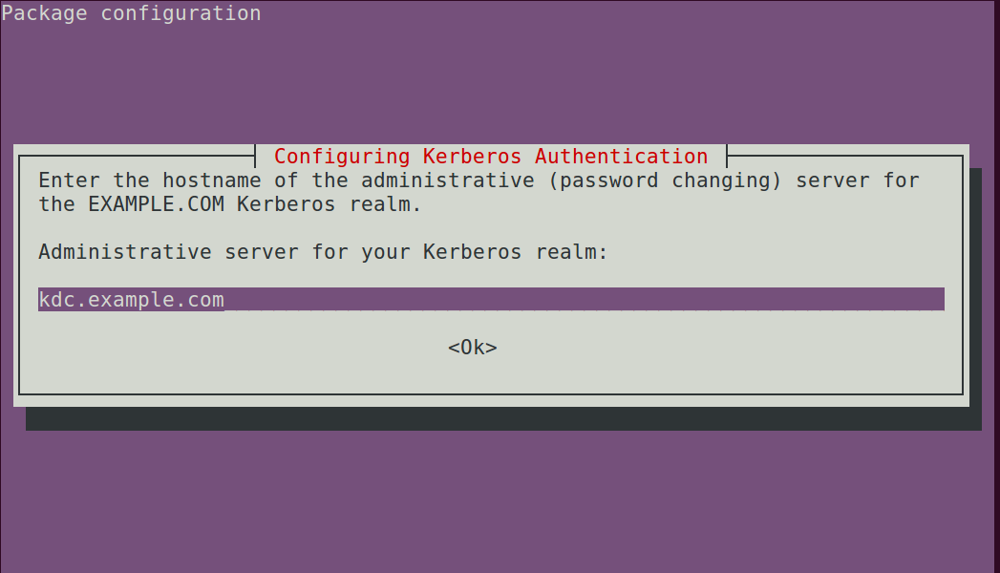 Package configuration
Configuring Kerberos Authentication
Enter the hostname of the administrative (password changing) server for
the EXAMPLE.COM Kerberos realm.
Administrative server for your Kerberos realm:
kdc.example.com
<Ok>